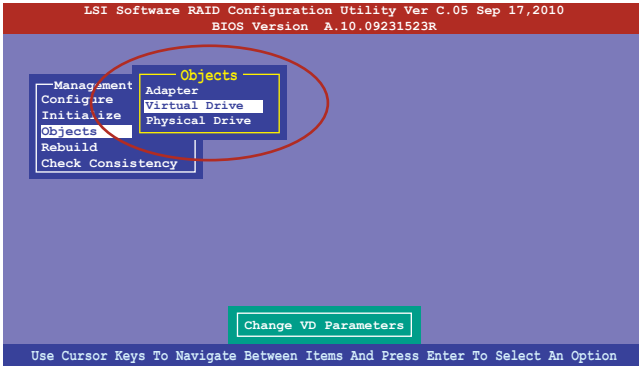 LSI Software RAID Configuration Utility Ver C.05 Sep 17,2010
BIOS Version A.10.09231523R
Management
Configure
Initialize
Objects
Rebuild
Check Consistency
Objects
Adapter
Virtual Drive
Physical Drive
Change VD Parameters
Use Cursor Keys To Navigate Between Items And Press Enter To Select An Option